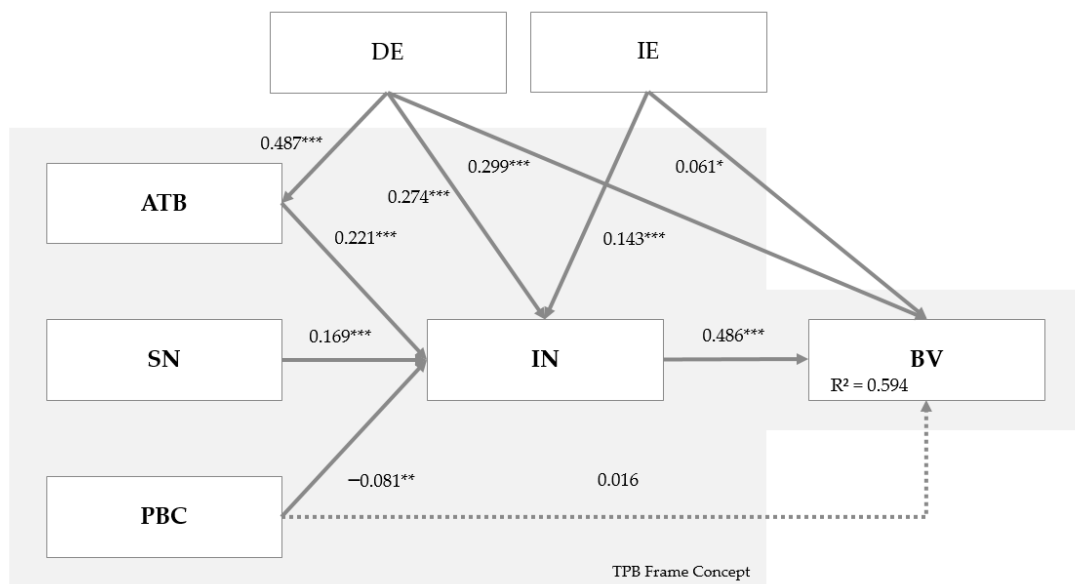 DE
IE
0.487***
0.299***
0.061*
ATB
0.274***
0.221***
0.143***
SN
0.169***
IN
0.486***
BV
R² = 0.594
PBC
−0.081**
0.016
TPB Frame Concept